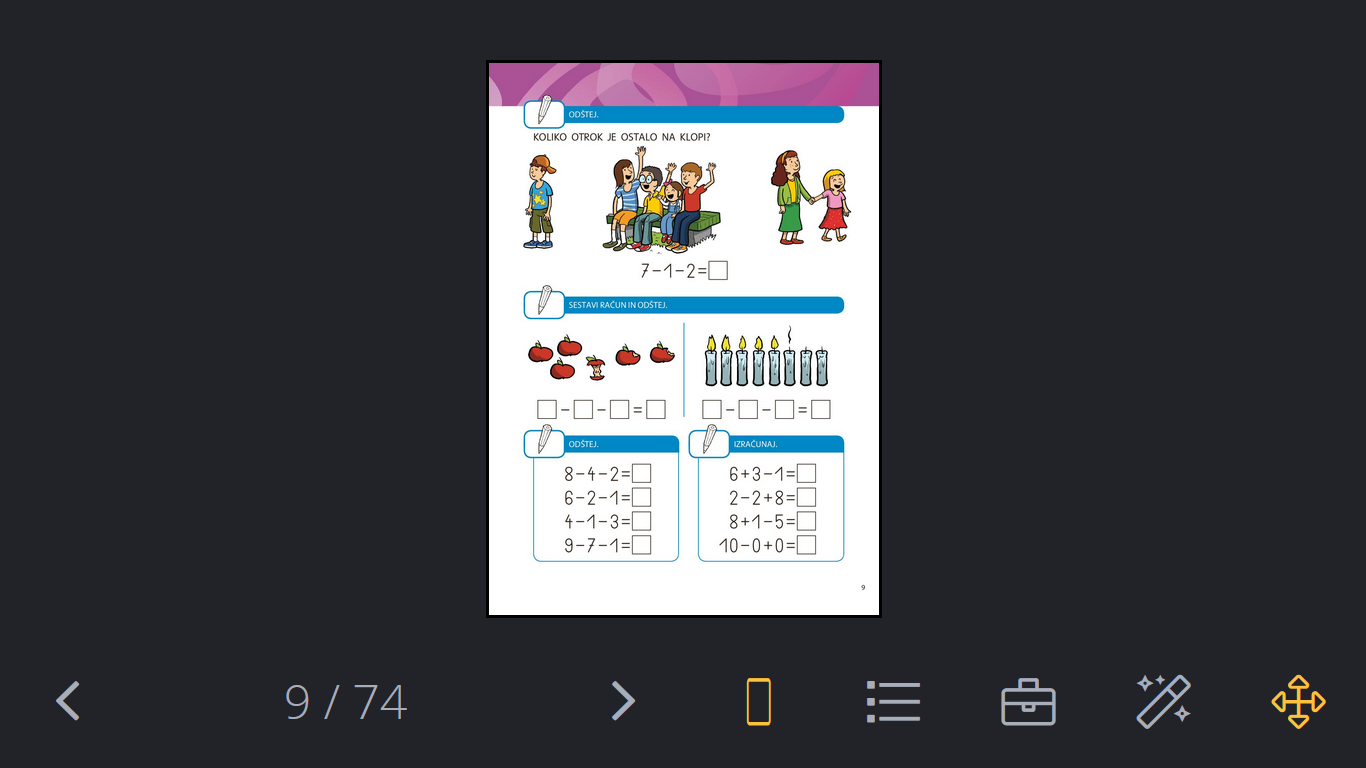 ODŠTEJ.
KOLIKO OTROK JE OSTALO NA KLOPI?
7-1-2=
SESTAVI RAČUN IN ODŠTEJ.
- - =
- - =
ODŠTEJ.
8-4-2=
6-2-1=
4-1-3=
9-7-1=
IZRAČUNAJ.
6+3-1=
2-2+8=
8+1-5=
10-0+0=
9
9 / 74